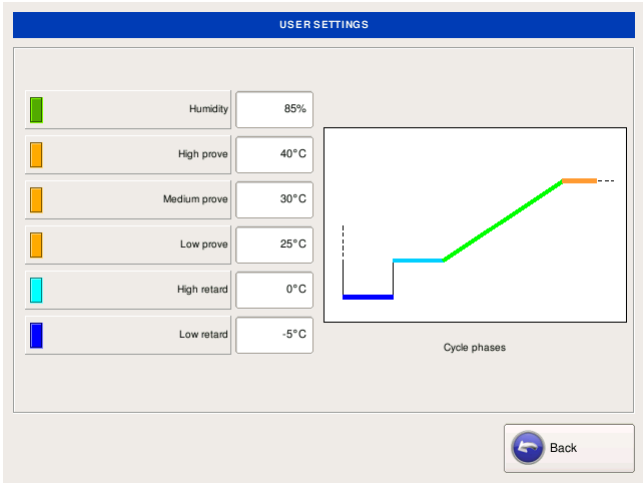 USER SETTINGS
Humidity 85%
High prove 40°C
Medium prove 30°C
Low prove 25°C
High retard 0°C
Low retard -5°C
Cycle phases
Back